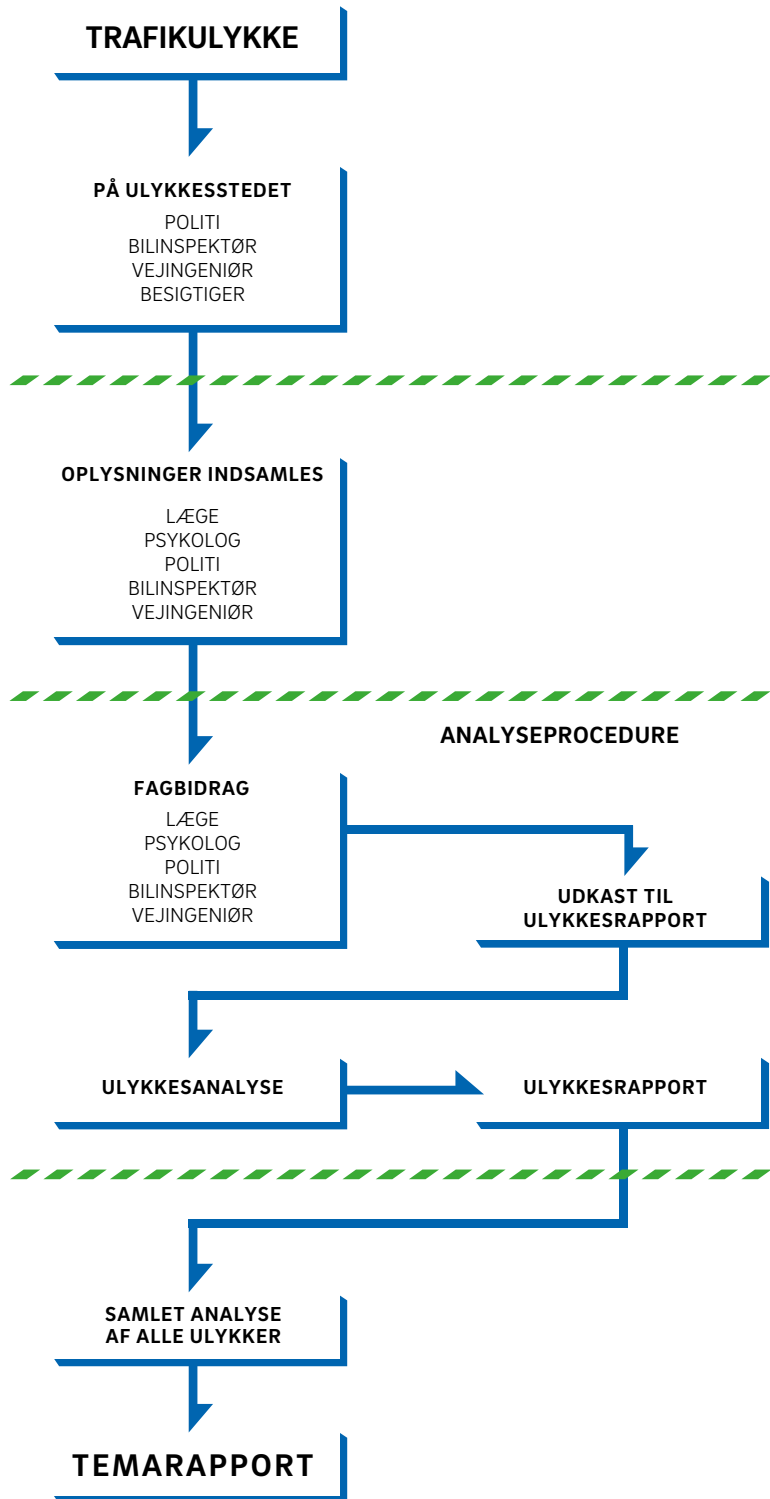 TRAFIKULYKKE
PÅ ULYKKESSTEDET
POLITI
BILINSPEKTØR
VEJINGENIØR
BESIGTIGER
OPLYSNINGER INDSAMLES
LÆGE
PSYKOLOG
POLITI
BILINSPEKTØR
VEJINGENIØR
ANALYSEPROCEDURE
FAGBIDRAG
LÆGE
PSYKOLOG
POLITI
BILINSPEKTØR
VEJINGENIØR
UDKAST TIL
ULYKKESRAPPORT
ULYKKESANALYSE
ULYKKESRAPPORT
SAMLET ANALYSE
AF ALLE ULYKKER
TEMARAPPORT